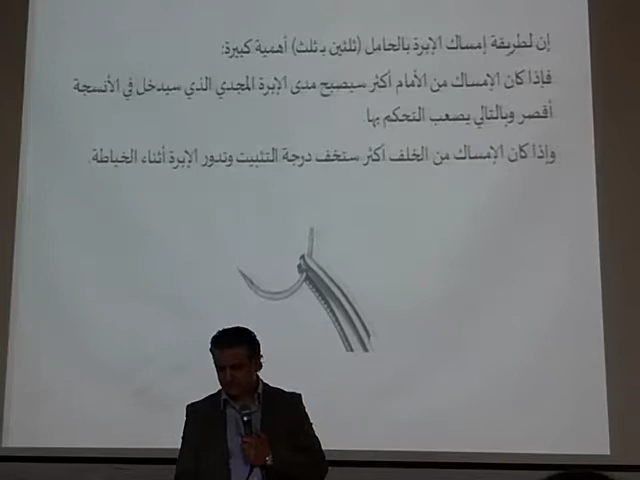 إن لطريقة إمساك الإبرة بالحامل (ثلثين بـ ثلث) أهمية كبيرة:
فإذا كان الإمساك من الأمام أكثر سيصبح مدى الإبرة المجدي الذي سيدخل في الأنسجة
أقصر وبالتالي يصعب التحكم بها.
وإذا كان الإمساك من الخلف أكثر ستخف درجة التثبيت وتدور الإبرة أثناء الخياطة.